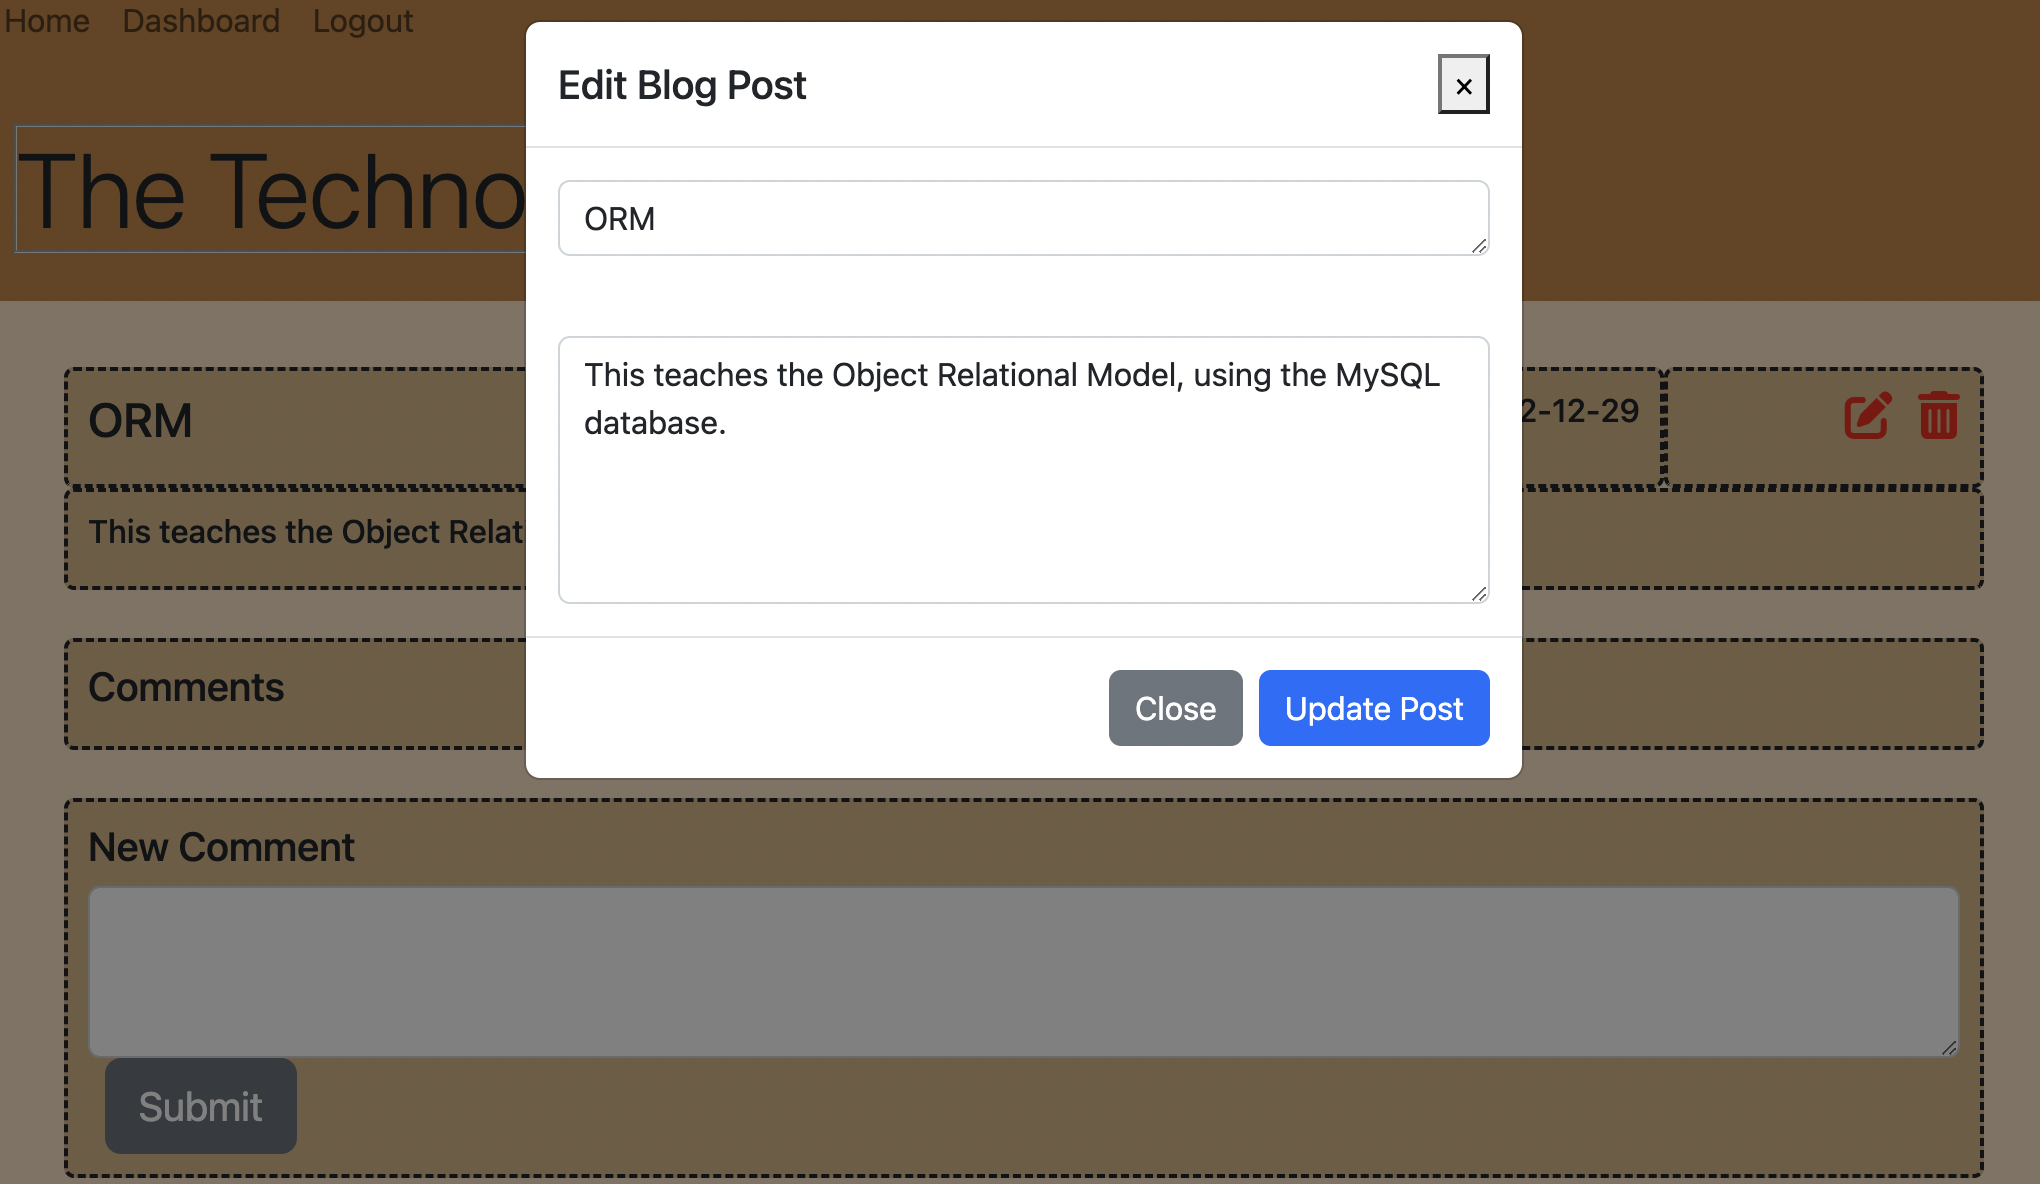 Home Dashboard Logout
Edit Blog Post
×
The Techno
ORM
This teaches the Object Relational Model, using the MySQL
database.
ORM
2-12-29
This teaches the Object Relat
Comments
Close Update Post
New Comment
Submit